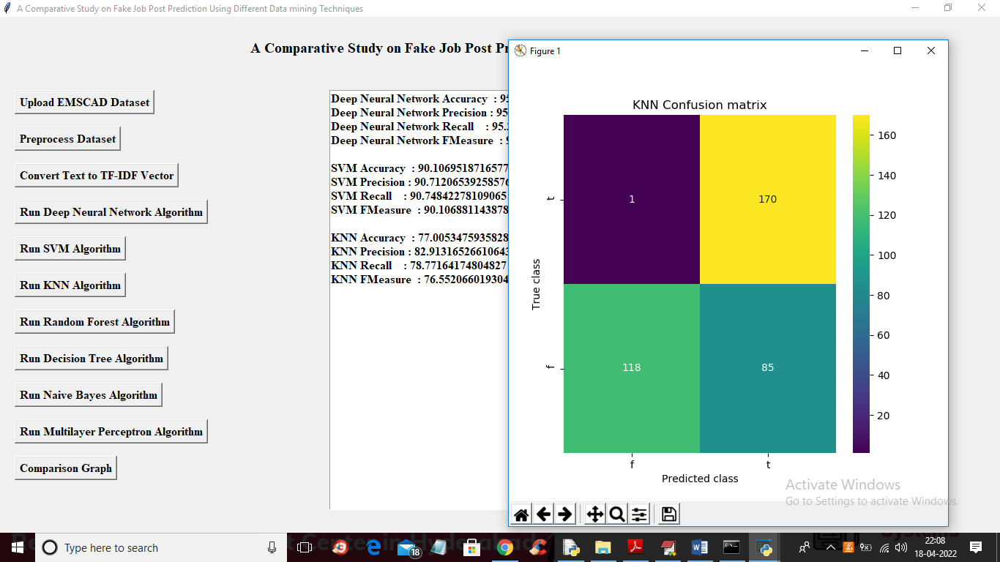 A Comparative Study on Fake Job Post Prediction Using Different Data mining Techniques
A Comparative Study on Fake Job Post Pr
Upload EMSCAD Dataset
Preprocess Dataset
Convert Text to TF-IDF Vector
Run Deep Neural Network Algorithm
Run SVM Algorithm
Run KNN Algorithm
Run Random Forest Algorithm
Run Decision Tree Algorithm
Run Naive Bayes Algorithm
Run Multilayer Perceptron Algorithm
Comparison Graph
Deep Neural Network Accuracy : 95
Deep Neural Network Precision : 95
Deep Neural Network Recall : 95.
Deep Neural Network FMeasure : 9
SVM Accuracy : 90.1069518716577
SVM Precision : 90.71206539258576
SVM Recall : 90.74842278109065
SVM FMeasure : 90.106881143878
KNN Accuracy : 77.0053475935828
KNN Precision : 82.91316526610643
KNN Recall : 78.77164174804827
KNN FMeasure : 76.552066019304
Figure 1
KNN Confusion matrix
1
170
118
85
t
f
True class
f
t
Predicted class
160
140
120
100
80
60
40
20
Activate Windows
Go to Settings to activate Windows.
Type here to search
18
22:08
18-04-2022